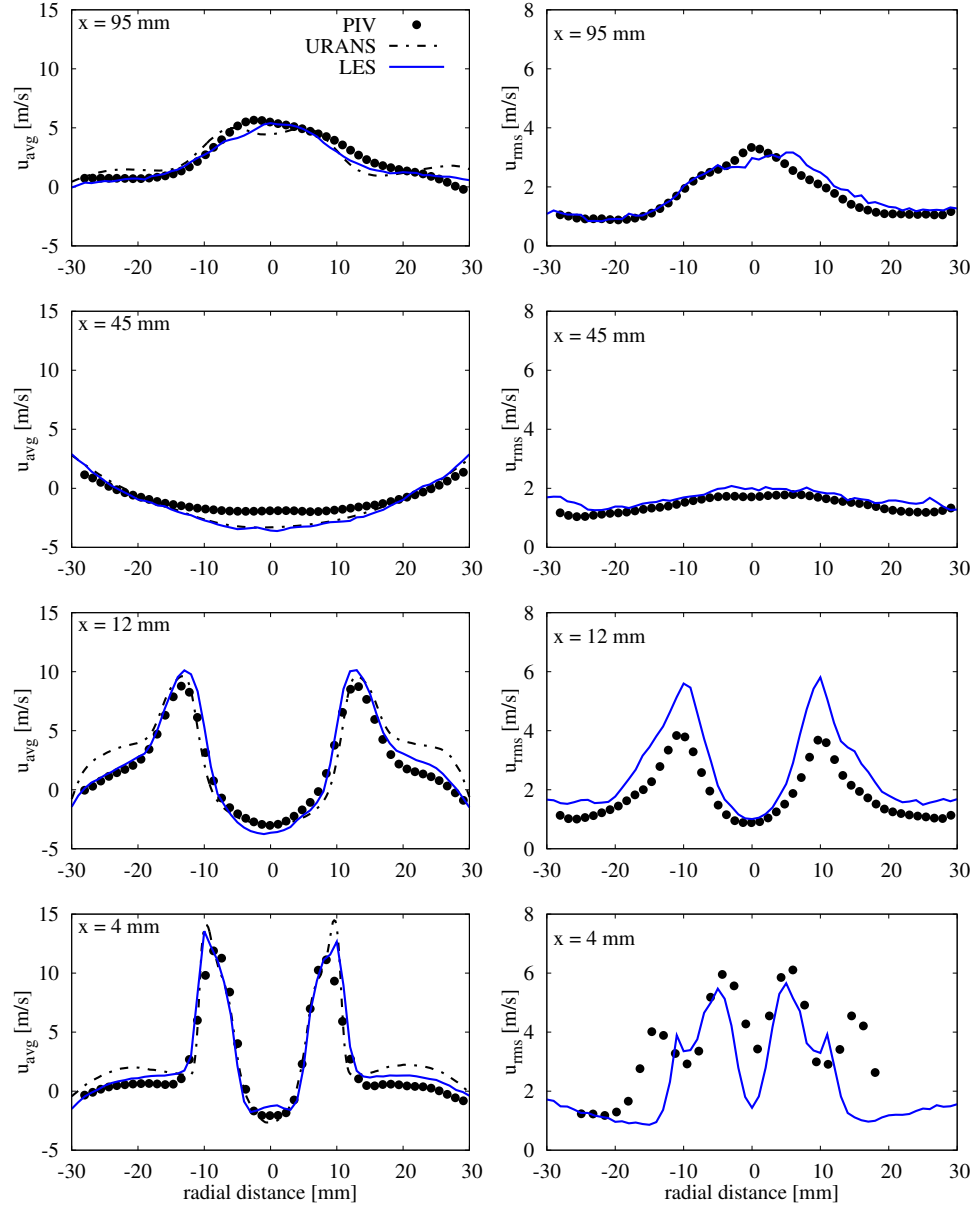 x = 95 mm
PIV
URANS
LES
u_avg [m/s]
15
10
5
0
-5
-30 -20 -10 0 10 20 30
x = 95 mm
u_rms [m/s]
8
6
4
2
0
-30 -20 -10 0 10 20 30
x = 45 mm
u_avg [m/s]
15
10
5
0
-5
-30 -20 -10 0 10 20 30
x = 45 mm
u_rms [m/s]
8
6
4
2
0
-30 -20 -10 0 10 20 30
x = 12 mm
u_avg [m/s]
15
10
5
0
-5
-30 -20 -10 0 10 20 30
x = 12 mm
u_rms [m/s]
8
6
4
2
0
-30 -20 -10 0 10 20 30
x = 4 mm
u_avg [m/s]
15
10
5
0
-5
-30 -20 -10 0 10 20 30
radial distance [mm]
x = 4 mm
u_rms [m/s]
8
6
4
2
0
-30 -20 -10 0 10 20 30
radial distance [mm]